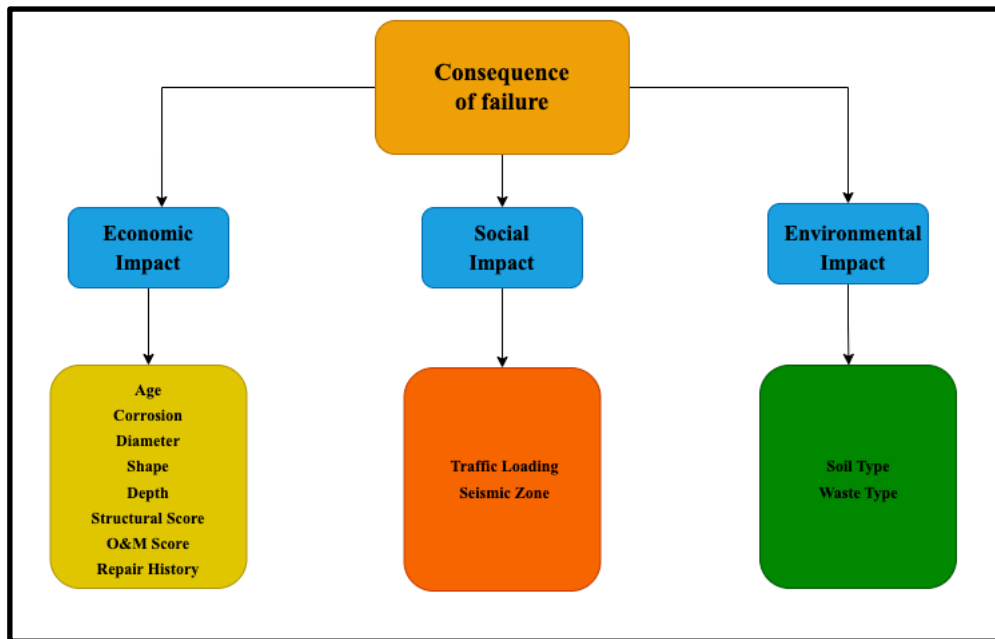 Consequence
of failure
Economic
Impact
Social
Impact
Environmental
Impact
Age
Corrosion
Diameter
Shape
Depth
Structural Score
O&M Score
Repair History
Traffic Loading
Seismic Zone
Soil Type
Waste Type